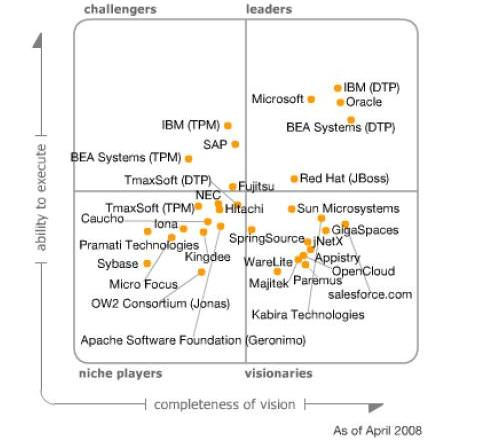 challengers
leaders
IBM (DTP)
Microsoft
Oracle
IBM (TPM)
BEA Systems (DTP)
SAP
BEA Systems (TPM)
TmaxSoft (DTP)
Fujitsu
Red Hat (JBoss)
NEC
TmaxSoft (TPM)
Hitachi
Sun Microsystems
Caucho
Iona
GigaSpaces
SpringSource
jNetX
Pramati Technologies
Kingdee
Appistry
Sybase
WareLite
OpenCloud
Micro Focus
Majitek
Paremus
salesforce.com
OW2 Consortium (Jonas)
Kabira Technologies
Apache Software Foundation (Geronimo)
niche players
visionaries
ability to execute
completeness of vision
As of April 2008